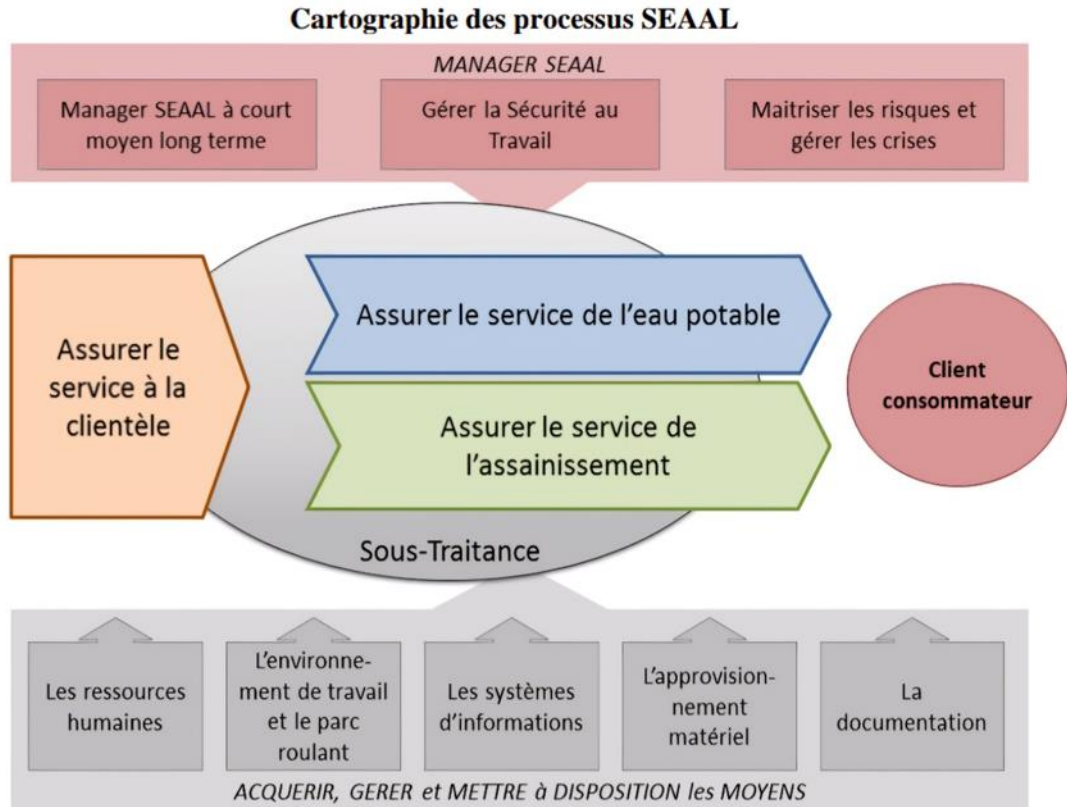 Cartographie des processus SEAAL
MANAGER SEAAL
Manager SEAAL à court
moyen long terme
Gérer la Sécurité au
Travail
Maitriser les risques et
gérer les crises
Assurer le
service à la
clientèle
Assurer le service de l'eau potable
Assurer le service de
l'assainissement
Client
consommateur
Sous-Traitance
Les ressources
humaines
L'environne-
ment de travail
et le parc
roulant
Les systèmes
d'informations
L'approvision-
nement
matériel
La
documentation
ACQUERIR, GERER et METTRE à DISPOSITION les MOYENS